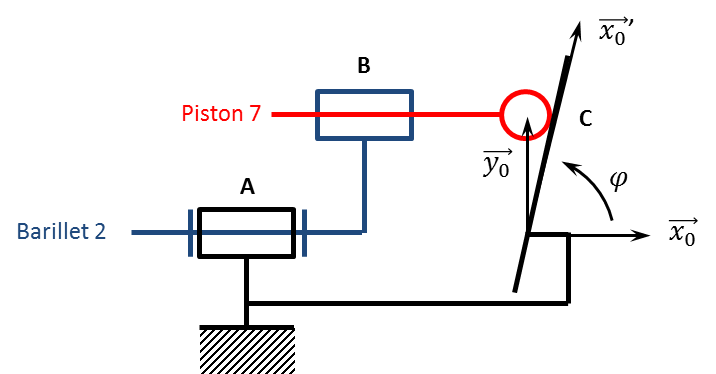 x₀'
B
Piston 7
C
y₀
φ
A
Barillet 2
x₀